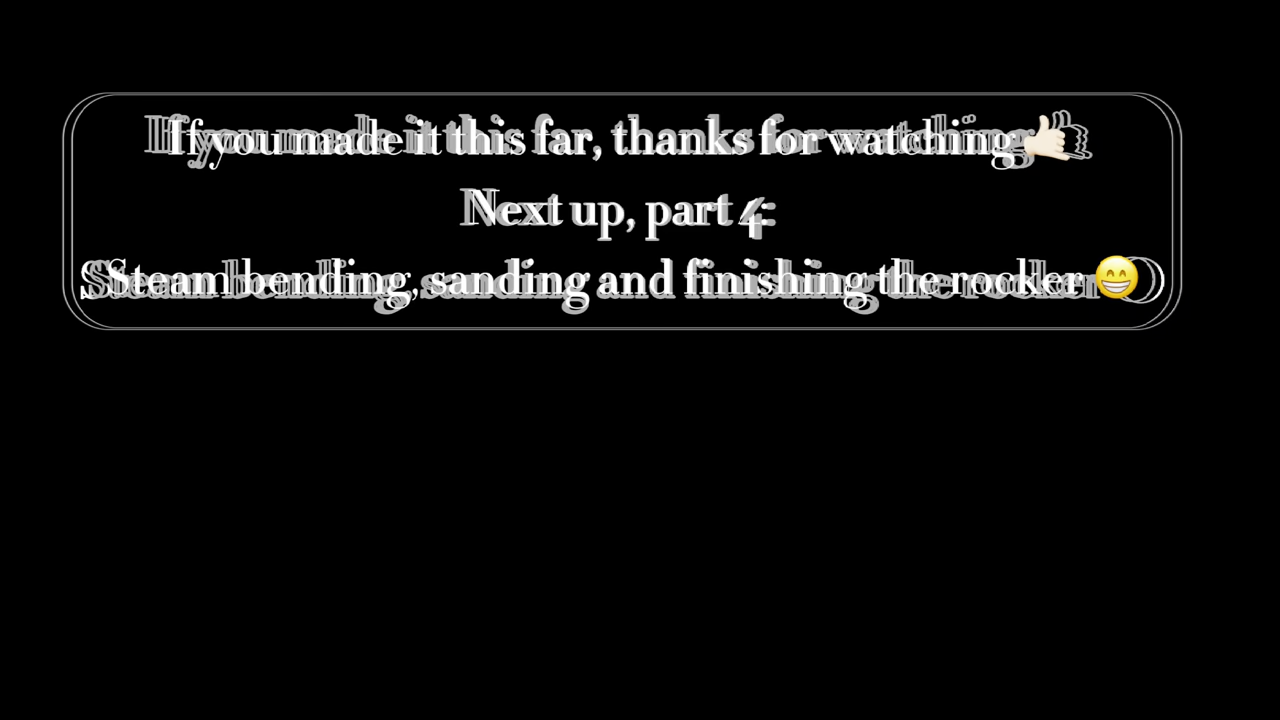 If you made it this far, thanks for watching 🤙🏻
Next up, part 4:
Steam bending, sanding and finishing the rocker 😁